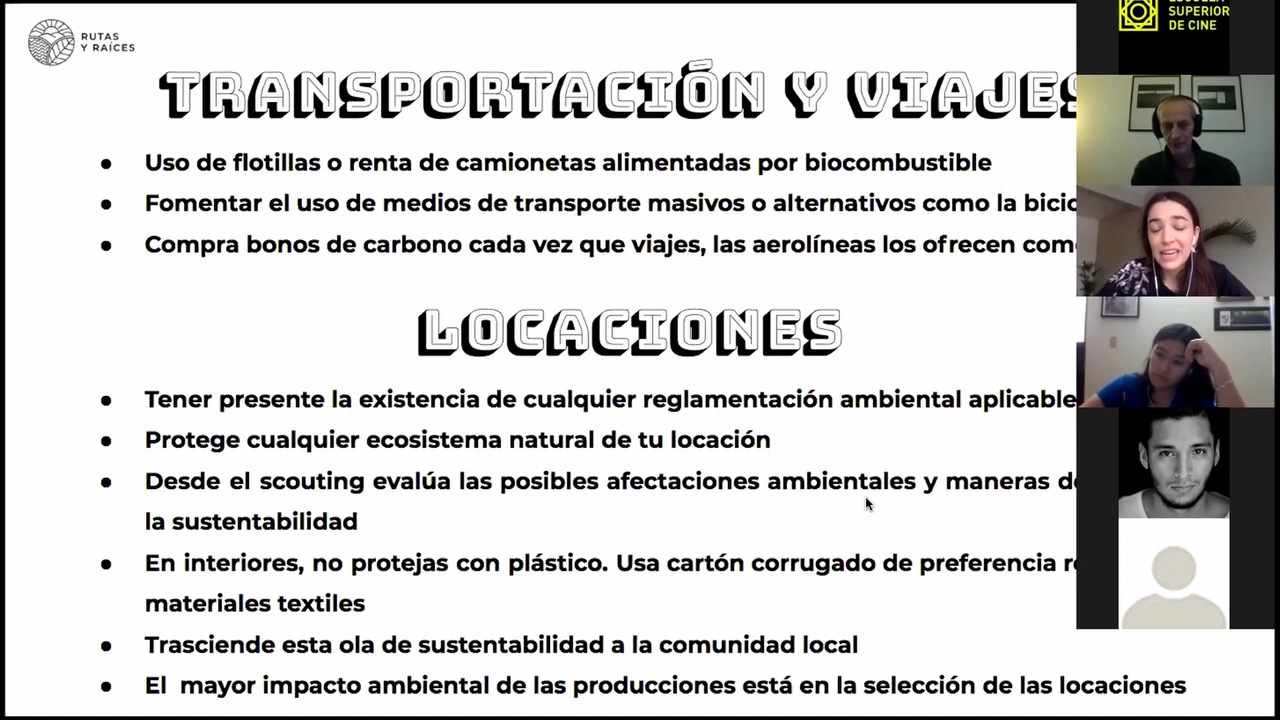 RUTAS
Y RAÍCES
SUPERIOR
DE CINE
TRANSPORTACIÓN Y VIAJES
● Uso de flotillas o renta de camionetas alimentadas por biocombustible
● Fomentar el uso de medios de transporte masivos o alternativos como la
● Compra bonos de carbono cada vez que viajes, las aerolíneas los ofrecen
LOCACIONES
● Tener presente la existencia de cualquier reglamentación ambiental aplicable
● Protege cualquier ecosistema natural de tu locación
● Desde el scouting evalúa las posibles afectaciones ambientales y maneras
la sustentabilidad
● En interiores, no protejas con plástico. Usa cartón corrugado de preferencia
materiales textiles
● Trasciende esta ola de sustentabilidad a la comunidad local
● El mayor impacto ambiental de las producciones está en la selección de las locaciones